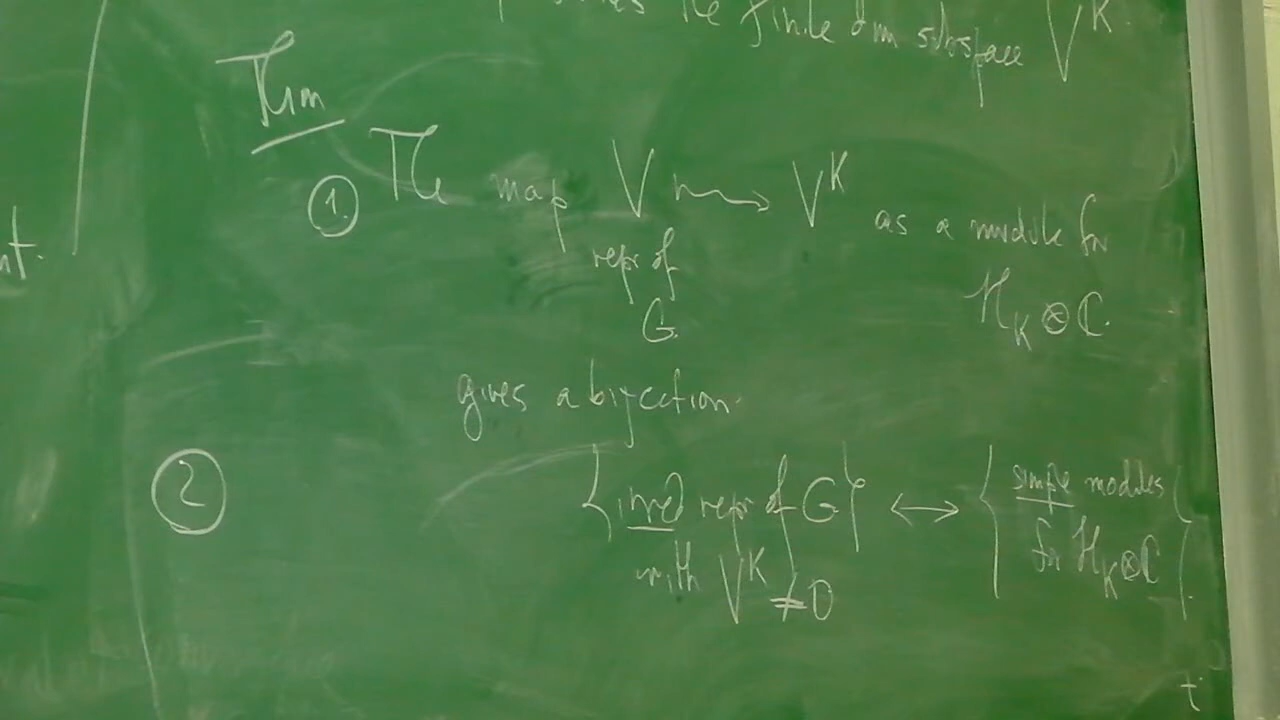 the finite dim subspace V^K
Thm
nt.
① The map V ⇝ V^K as a module for
repr of
G.
H_K ⊗ ℂ.
gives a bijection.
② {irred repr of G} ↔ {simple modules
with V^K ≠ 0
for H_K⊗ℂ}.
t